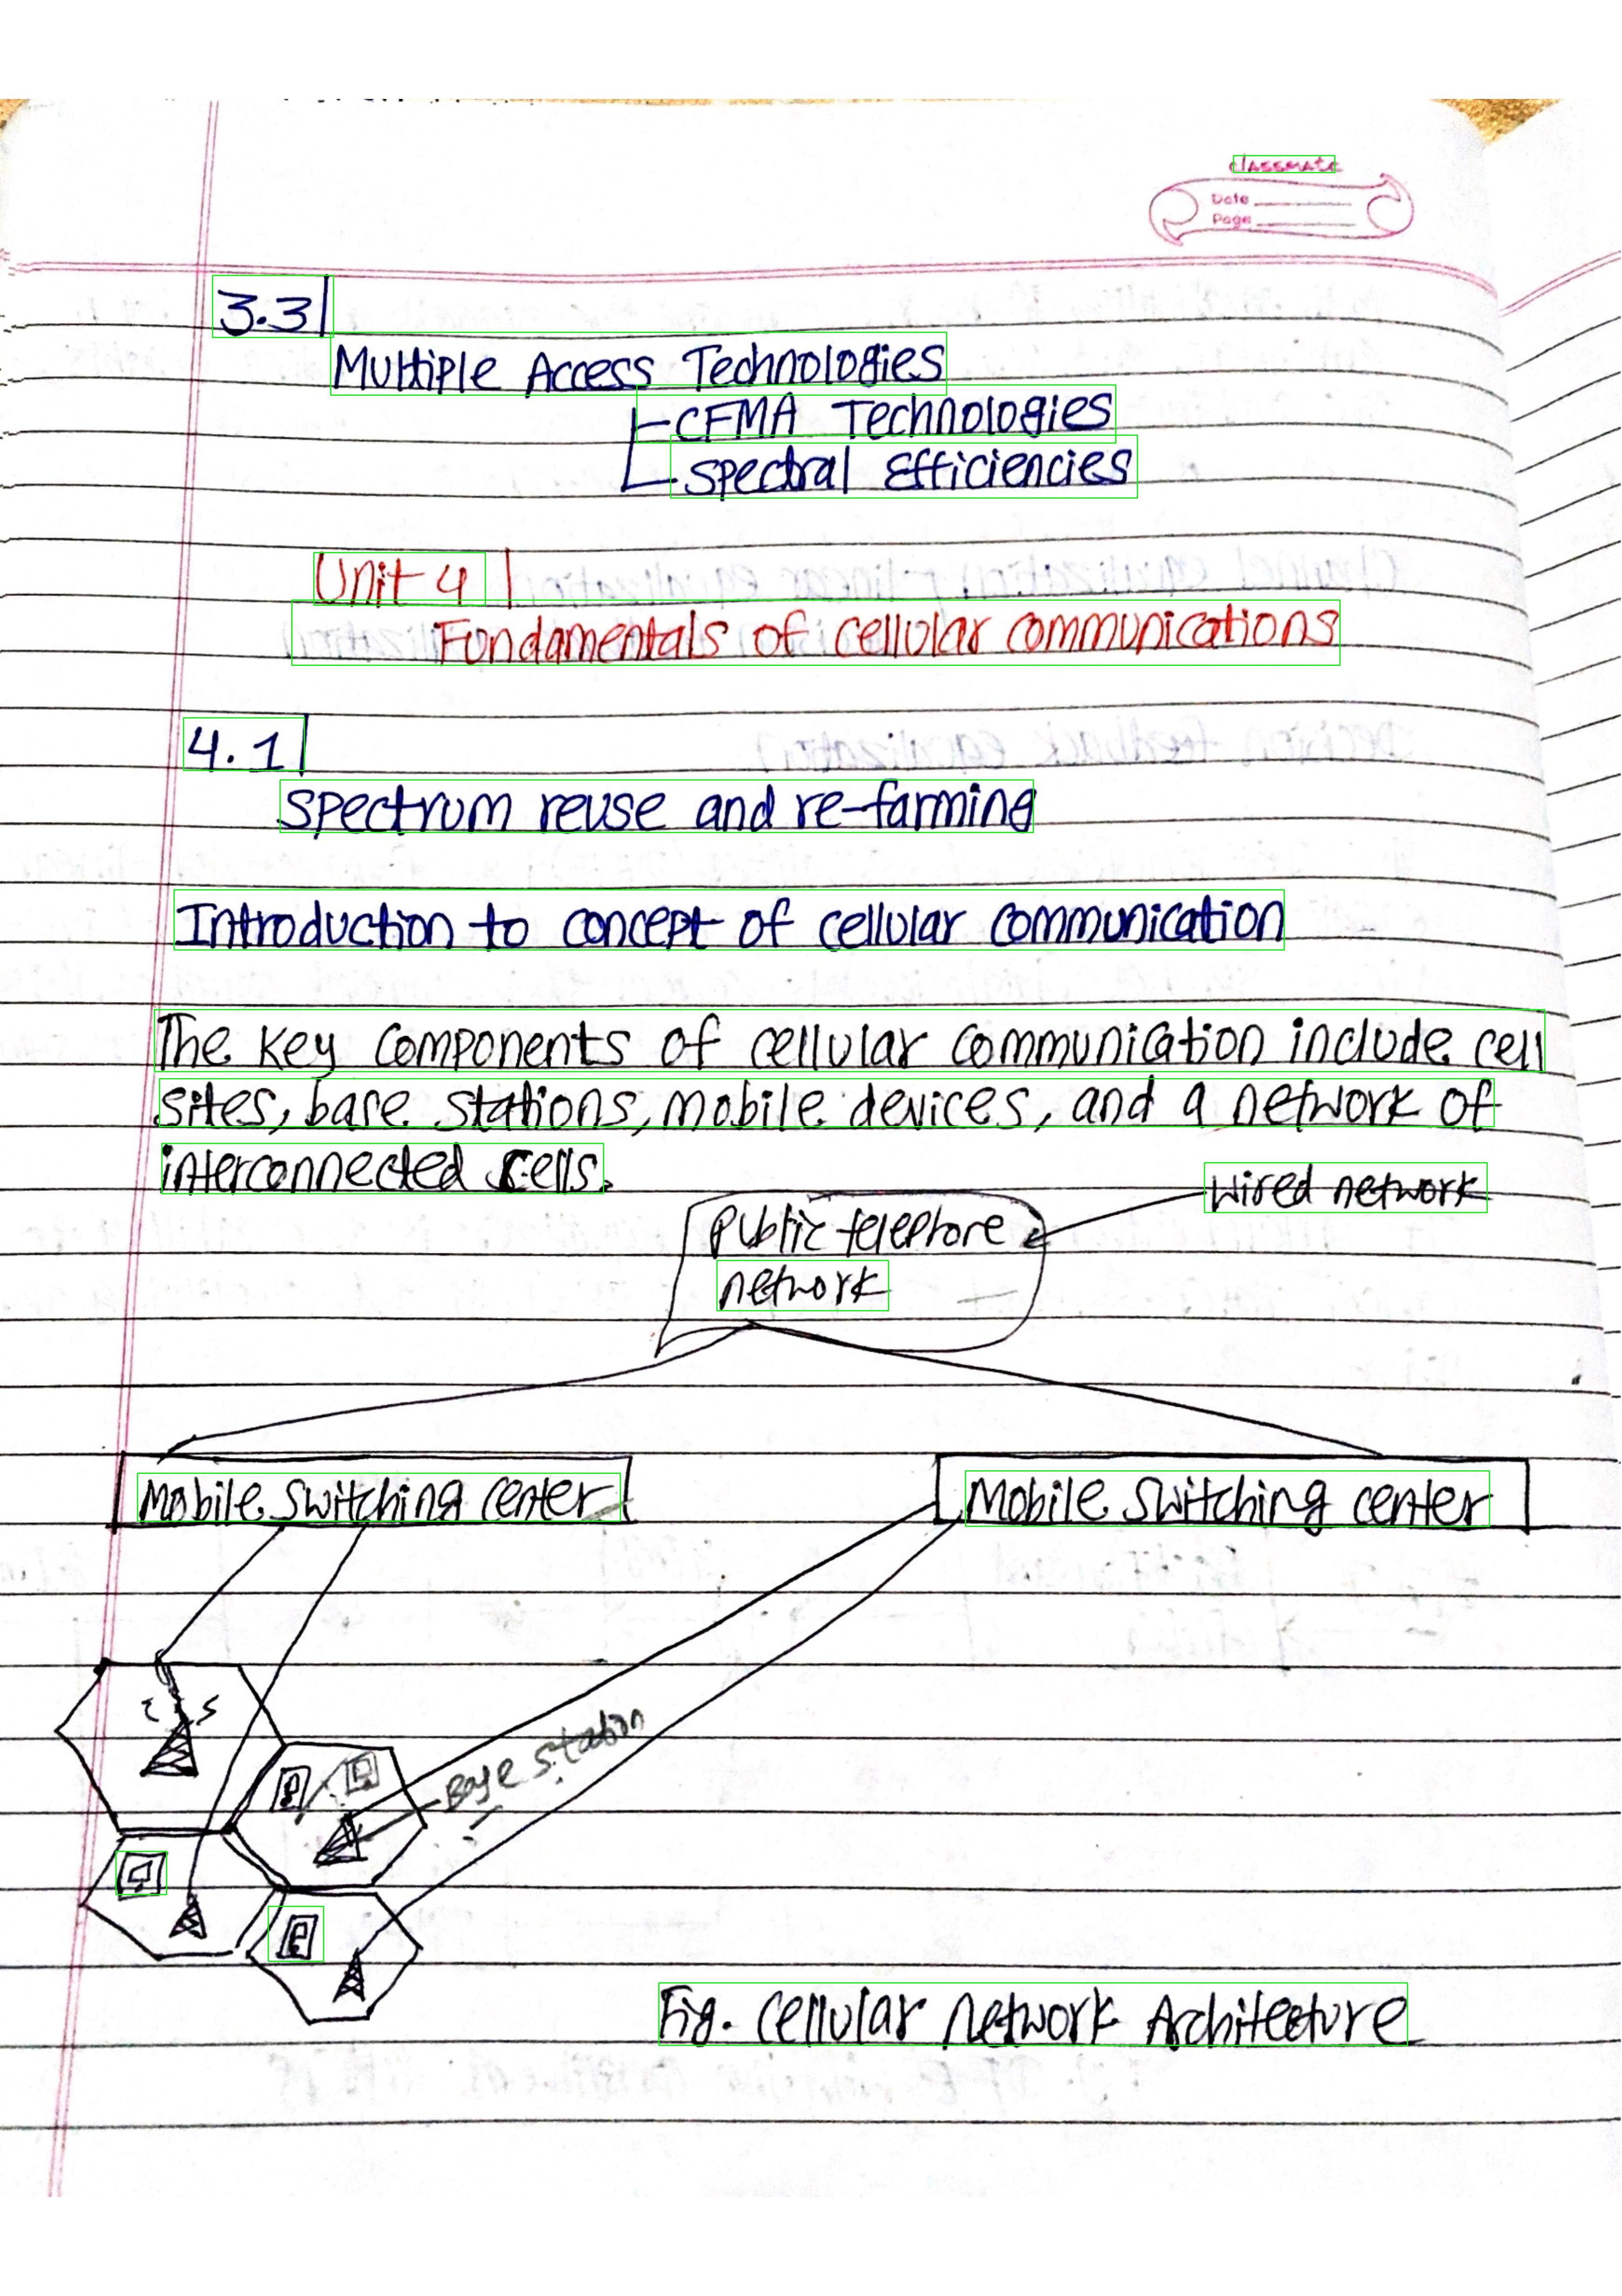 classmate
Date
Page
3.3
Multiple Access Technologies
CFMA Technologies
Spectral Efficiencies
Unit 4
Fundamentals of cellular communications
4.1
Spectrum reuse and re-farming
Introduction to concept of cellular communication
The key components of cellular communication include cell
sites, base stations, mobile devices, and a network of
interconnected cells.
wired network
Public telephone
network
Mobile switching center
Mobile switching center
Base station
Fig. Cellular network Architecture